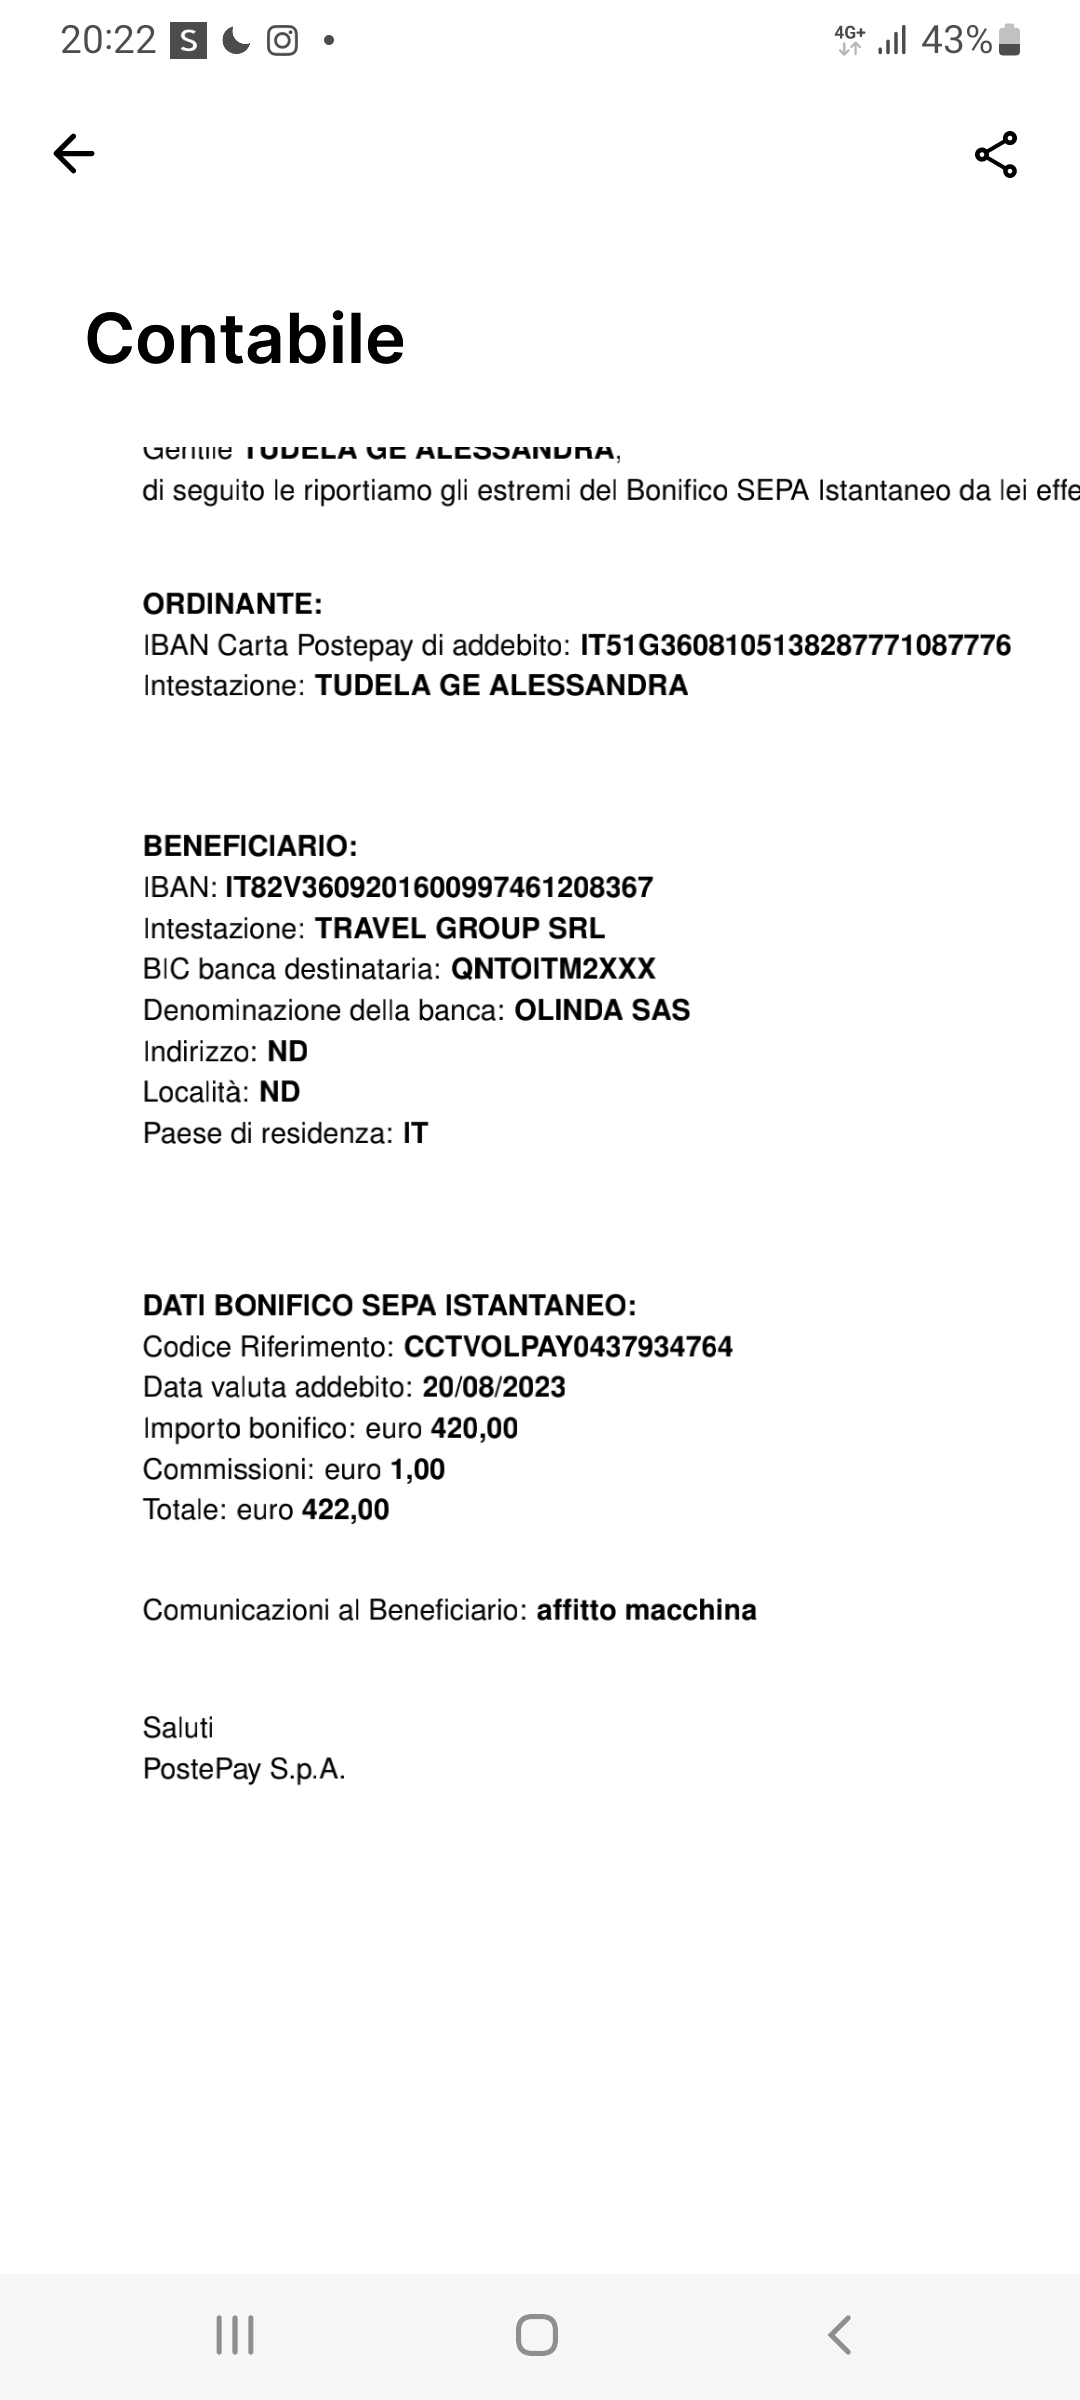 20:22 S 4G+ 43%
Contabile
Gentile TUDELA GE ALESSANDRA,
di seguito le riportiamo gli estremi del Bonifico SEPA Istantaneo da lei effe
ORDINANTE:
IBAN Carta Postepay di addebito: IT51G3608105138287771087776
Intestazione: TUDELA GE ALESSANDRA
BENEFICIARIO:
IBAN: IT82V3609201600997461208367
Intestazione: TRAVEL GROUP SRL
BIC banca destinataria: QNTOITM2XXX
Denominazione della banca: OLINDA SAS
Indirizzo: ND
Località: ND
Paese di residenza: IT
DATI BONIFICO SEPA ISTANTANEO:
Codice Riferimento: CCTVOLPAY0437934764
Data valuta addebito: 20/08/2023
Importo bonifico: euro 420,00
Commissioni: euro 1,00
Totale: euro 422,00
Comunicazioni al Beneficiario: affitto macchina
Saluti
PostePay S.p.A.